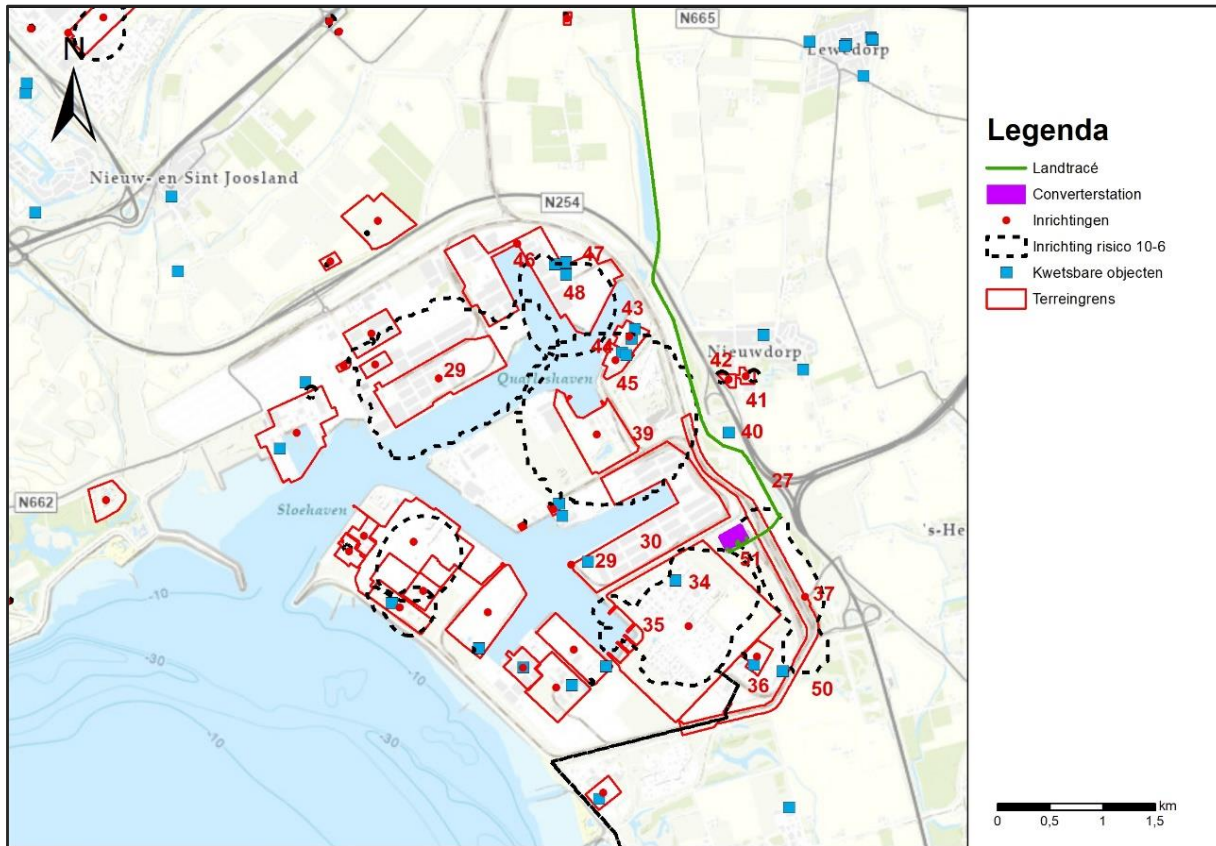 N665
Lewedorp
N
Nieuw- en Sint Joosland
N254
46
47
48
43
44
45
Quarleshaven
Nieuwdorp
42
41
29
39
40
27
N662
Sloehaven
's-He
30
29
51
34
37
35
36
50
-10
-30
-10
-30
Legenda
Landtracé
Converterstation
Inrichtingen
Inrichting risico 10-6
Kwetsbare objecten
Terreingrens
km
0 0,5 1 1,5